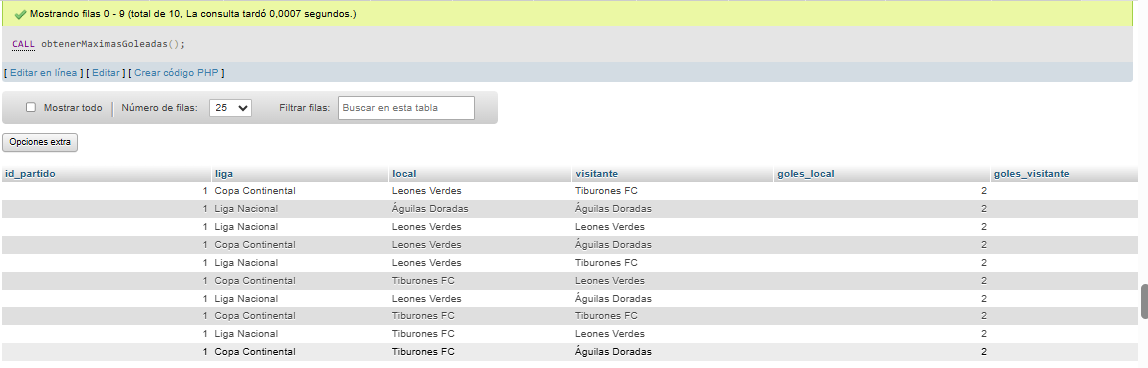 Mostrando filas 0 - 9 (total de 10, La consulta tardó 0,0007 segundos.)
CALL obtenerMaximasGoleadas();
[ Editar en línea ] [ Editar ] [ Crear código PHP ]
Mostrar todo Número de filas: 25 Filtrar filas: Buscar en esta tabla
Opciones extra
id_partido liga local visitante goles_local goles_visitante
1 Copa Continental Leones Verdes Tiburones FC 2
1 Liga Nacional Águilas Doradas Águilas Doradas 2
1 Liga Nacional Leones Verdes Leones Verdes 2
1 Copa Continental Leones Verdes Águilas Doradas 2
1 Liga Nacional Leones Verdes Tiburones FC 2
1 Copa Continental Tiburones FC Leones Verdes 2
1 Liga Nacional Leones Verdes Águilas Doradas 2
1 Copa Continental Tiburones FC Tiburones FC 2
1 Liga Nacional Tiburones FC Leones Verdes 2
1 Copa Continental Tiburones FC Águilas Doradas 2